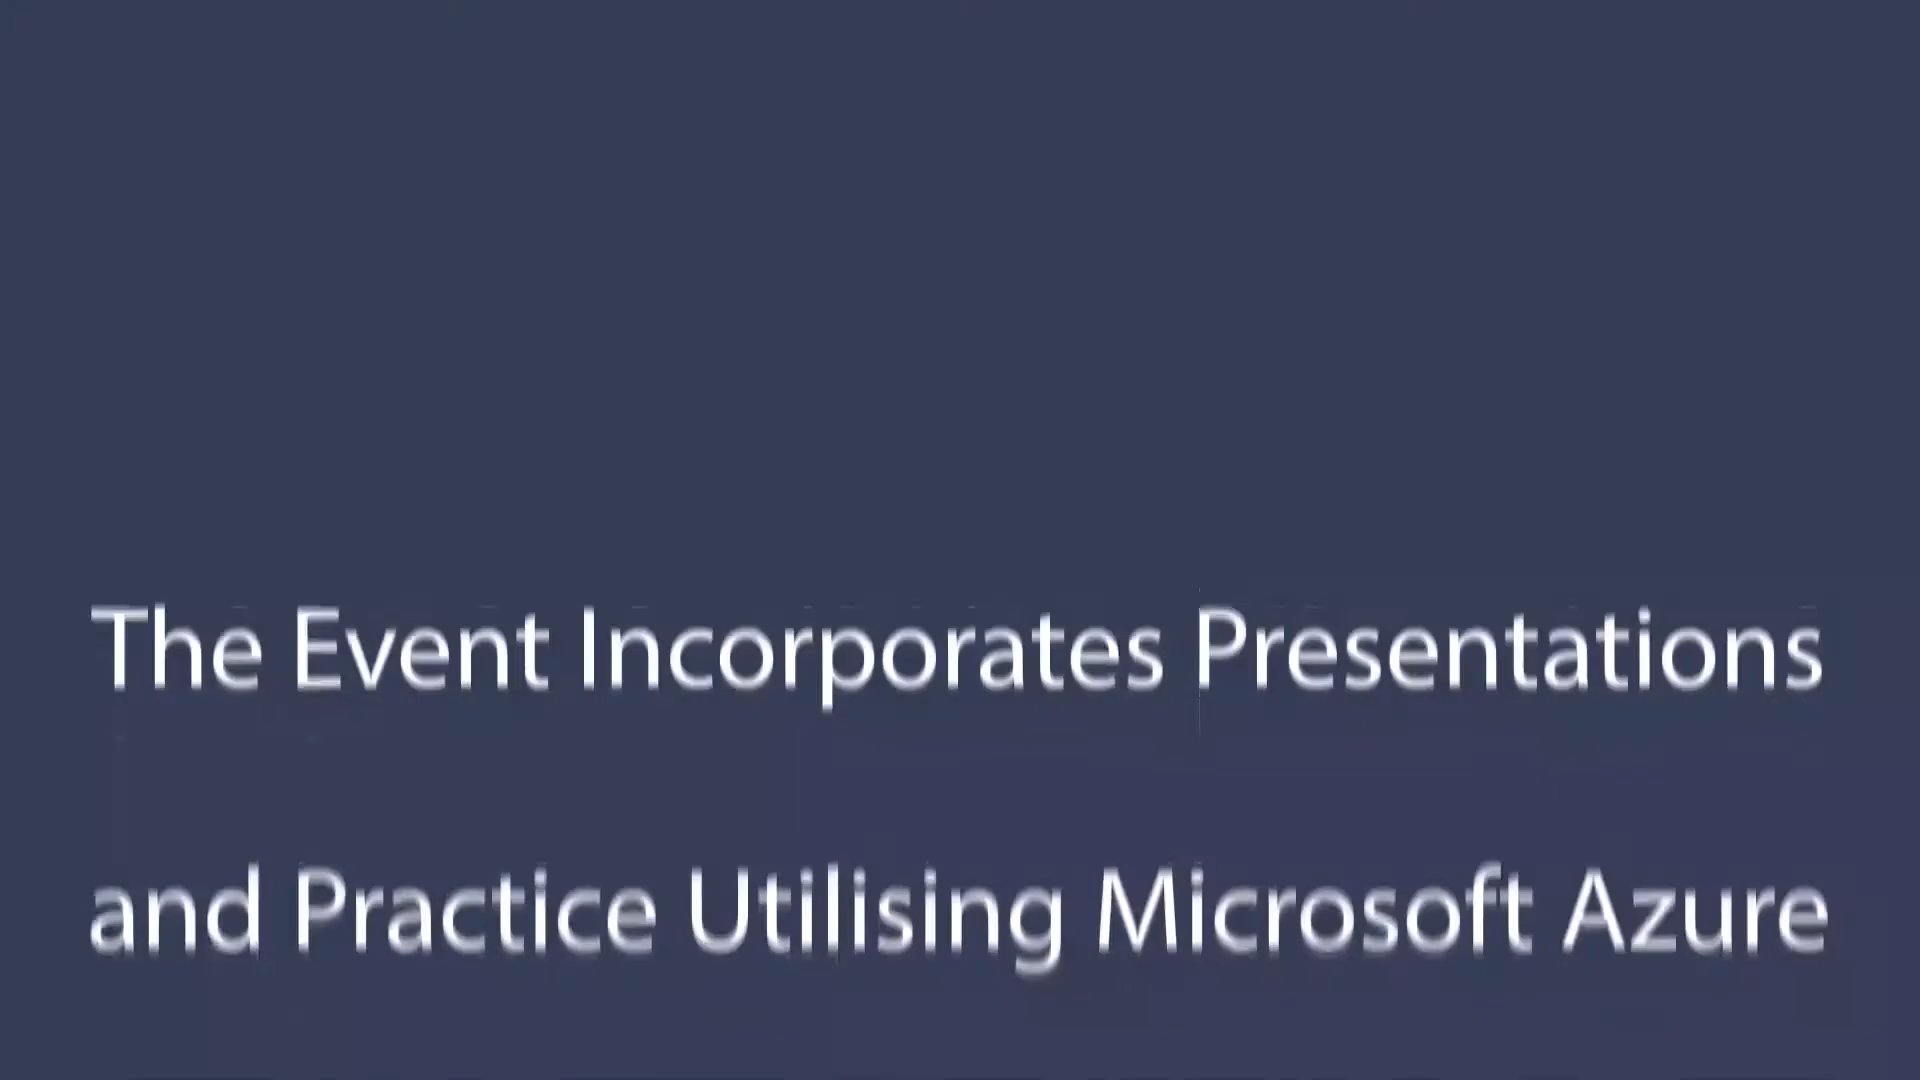 The Event Incorporates Presentations
and Practice Utilising Microsoft Azure